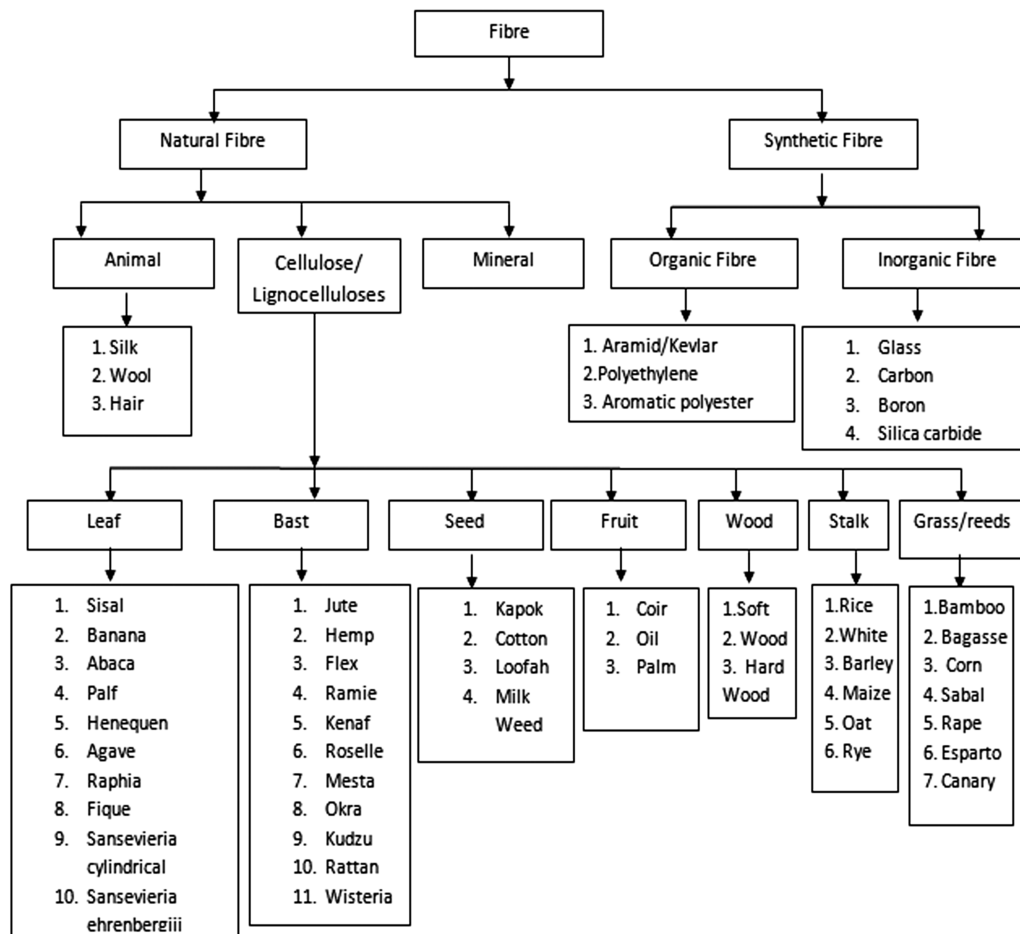 Fibre
Natural Fibre
Synthetic Fibre
Animal
Cellulose/
Lignocelluloses
Mineral
Organic Fibre
Inorganic Fibre
1. Silk
2. Wool
3. Hair
1. Aramid/Kevlar
2.Polyethylene
3. Aromatic polyester
1. Glass
2. Carbon
3. Boron
4. Silica carbide
Leaf
Bast
Seed
Fruit
Wood
Stalk
Grass/reeds
1. Sisal
2. Banana
3. Abaca
4. Palf
5. Henequen
6. Agave
7. Raphia
8. Fique
9. Sansevieria
cylindrical
10. Sansevieria
ehrenbergiii
1. Jute
2. Hemp
3. Flex
4. Ramie
5. Kenaf
6. Roselle
7. Mesta
8. Okra
9. Kudzu
10. Rattan
11. Wisteria
1. Kapok
2. Cotton
3. Loofah
4. Milk
Weed
1. Coir
2. Oil
3. Palm
1.Soft
2. Wood
3. Hard
Wood
1.Rice
2.White
3. Barley
4. Maize
5. Oat
6. Rye
1.Bamboo
2. Bagasse
3. Corn
4. Sabal
5. Rape
6. Esparto
7. Canary